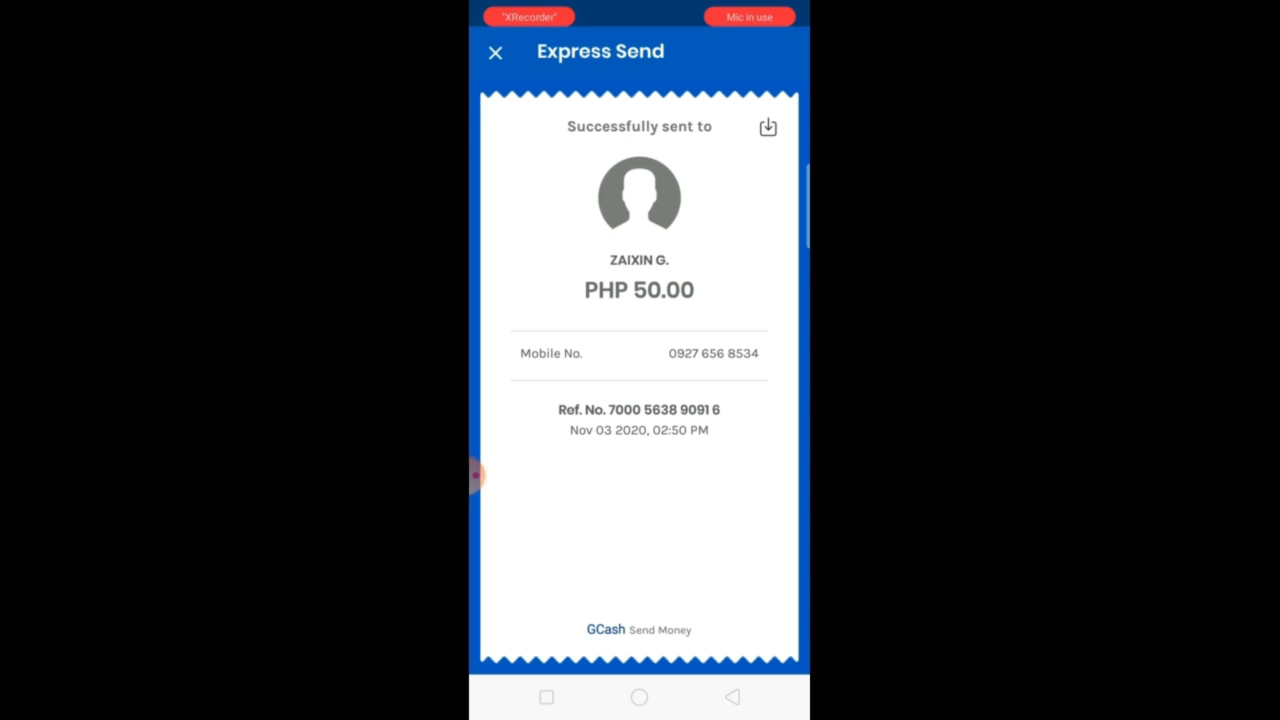 "XRecorder"
Mic in use
Express Send
Successfully sent to
ZAIXIN G.
PHP 50.00
Mobile No. 0927 656 8534
Ref. No. 7000 5638 9091 6
Nov 03 2020, 02:50 PM
GCash Send Money